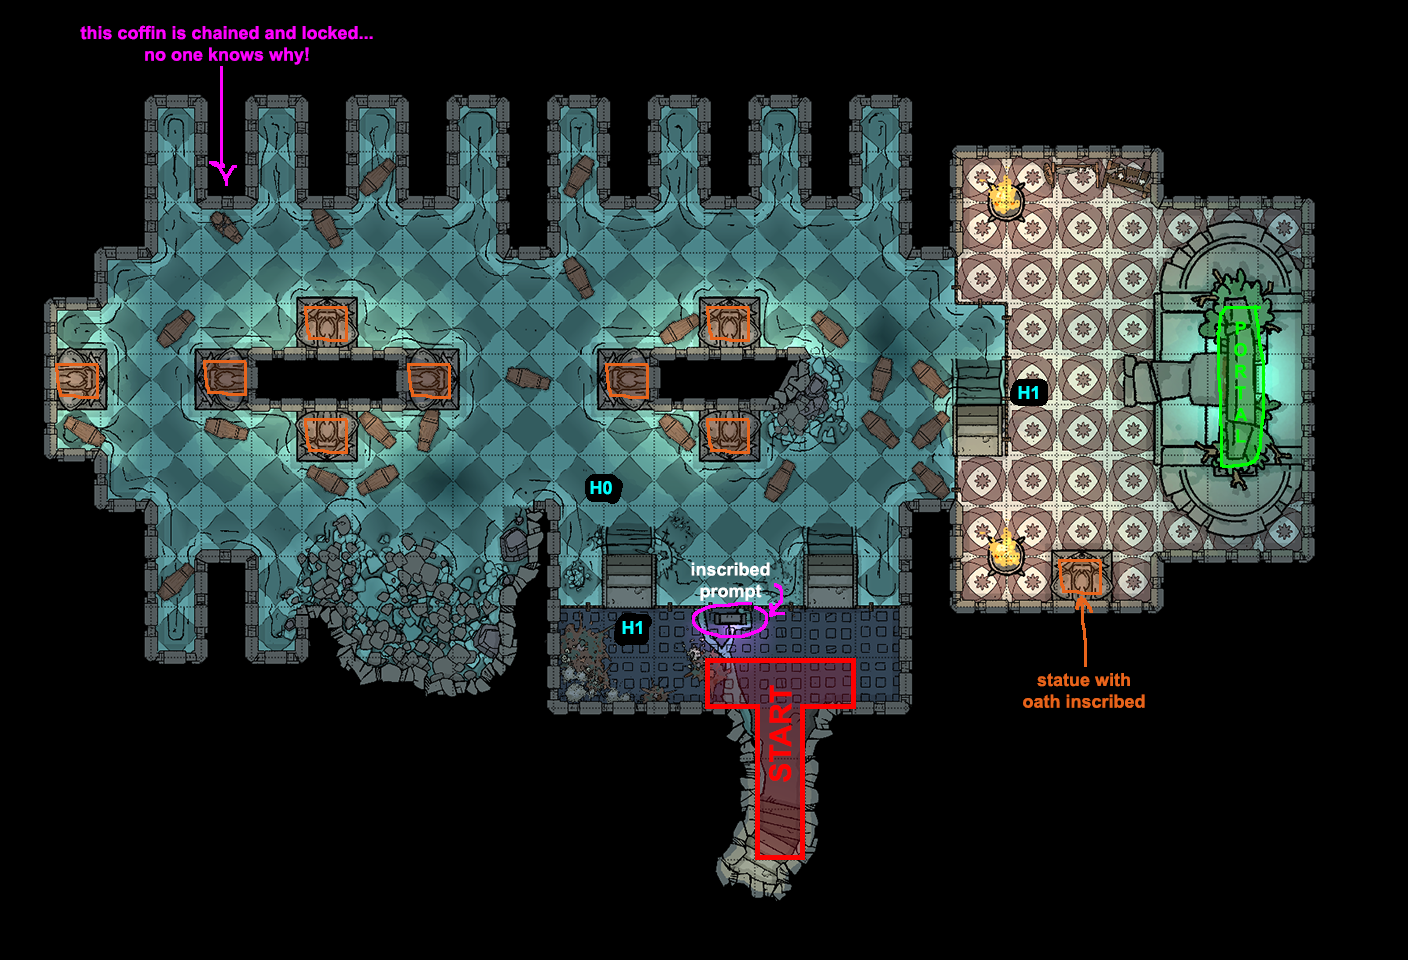 this coffin is chained and locked...
no one knows why!
H1
PORTAL
H0
inscribed
prompt
H1
START
statue with
oath inscribed